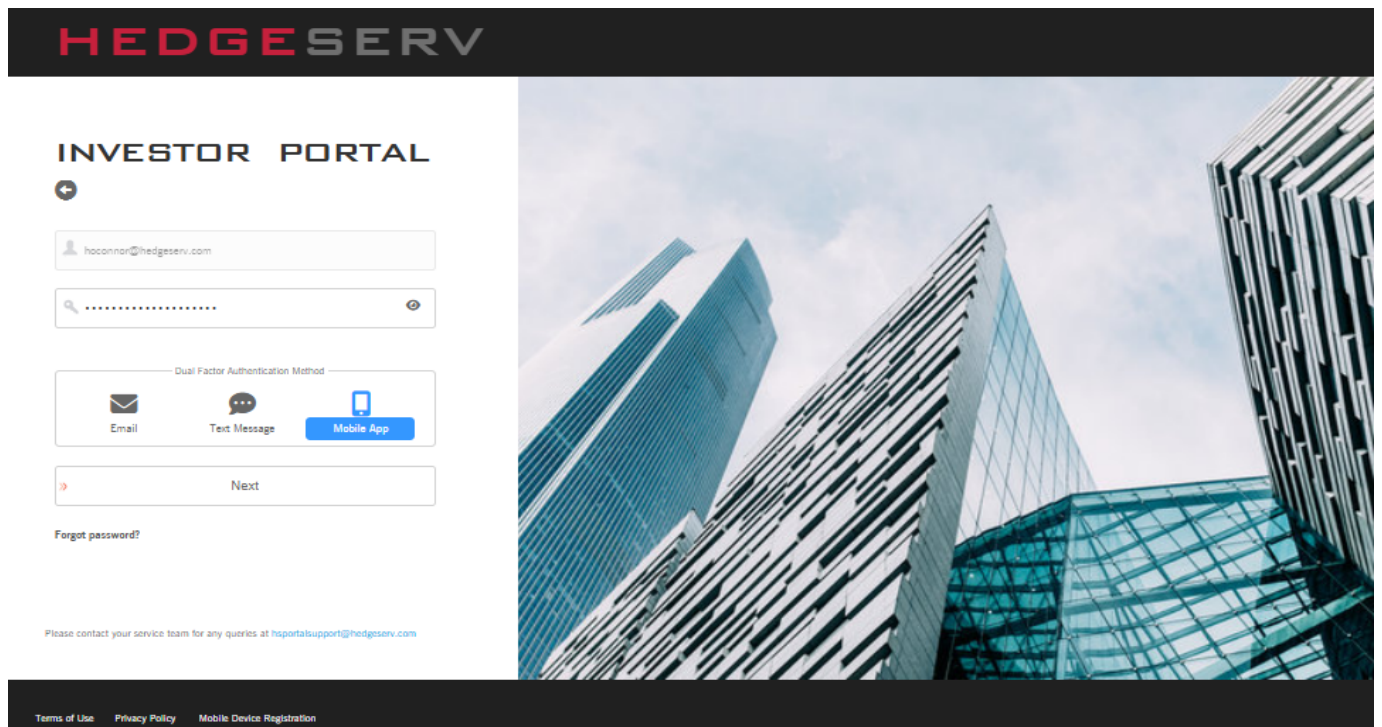 HEDGESERV
INVESTOR PORTAL
hoconnor@hedgeserv.com
••••••••••••••••••••
Dual Factor Authentication Method
Email Text Message Mobile App
Next
Forgot password?
Please contact your service team for any queries at hsportalsupport@hedgeserv.com
Terms of Use Privacy Policy Mobile Device Registration